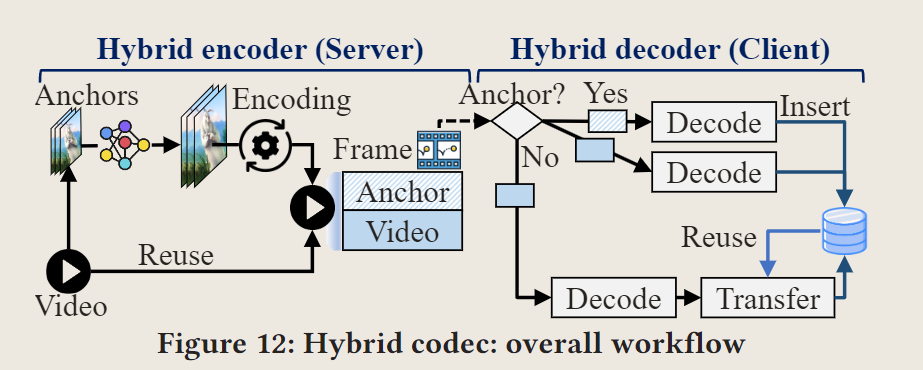 Hybrid encoder (Server)
Hybrid decoder (Client)
Anchors
Encoding
Anchor?
Yes
Insert
Decode
Frame
No
Decode
Anchor
Video
Reuse
Reuse
Video
Decode
Transfer
Figure 12: Hybrid codec: overall workflow